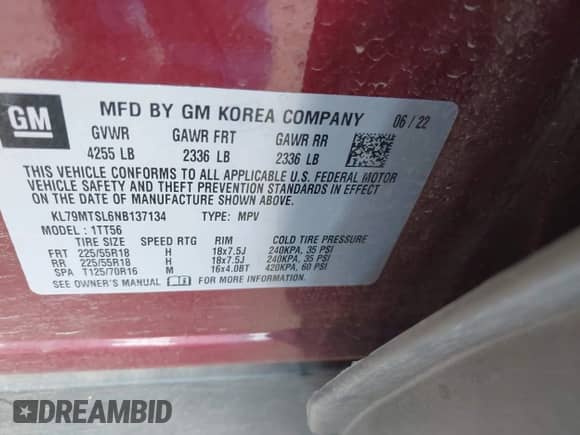 GM
MFD BY GM KOREA COMPANY 06/22
GVWR GAWR FRT GAWR RR
4255 LB 2336 LB 2336 LB
THIS VEHICLE CONFORMS TO ALL APPLICABLE U.S. FEDERAL MOTOR
VEHICLE SAFETY AND THEFT PREVENTION STANDARDS IN EFFECT
ON THE DATE OF MANUFACTURE SHOWN ABOVE.
KL79MTSL6NB137134 TYPE: MPV
MODEL: 1TT56
TIRE SIZE SPEED RTG RIM COLD TIRE PRESSURE
FRT 225/55R18 H 18x7.5J 240KPA, 35 PSI
RR 225/55R18 H 18x7.5J 240KPA, 35 PSI
SPA T125/70R16 M 16x4.0BT 420KPA, 60 PSI
SEE OWNER'S MANUAL FOR MORE INFORMATION.
DREAMBID